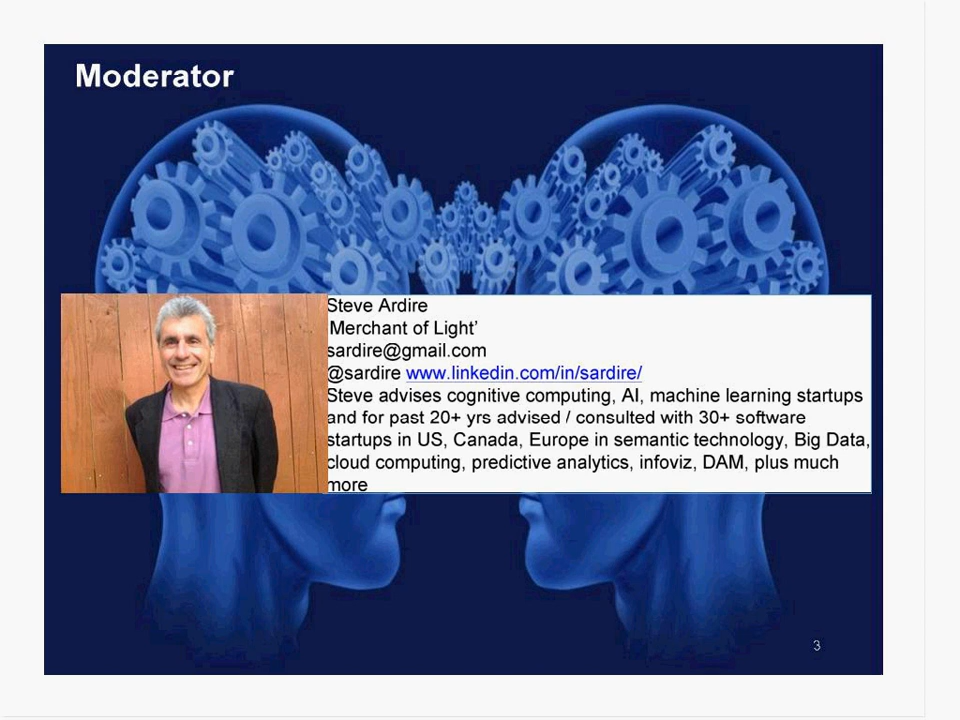 Moderator
Steve Ardire
Merchant of Light’
sardire@gmail.com
@sardire www.linkedin.com/in/sardire/
Steve advises cognitive computing, AI, machine learning startups
and for past 20+ yrs advised / consulted with 30+ software
startups in US, Canada, Europe in semantic technology, Big Data,
cloud computing, predictive analytics, infoviz, DAM, plus much
more
3